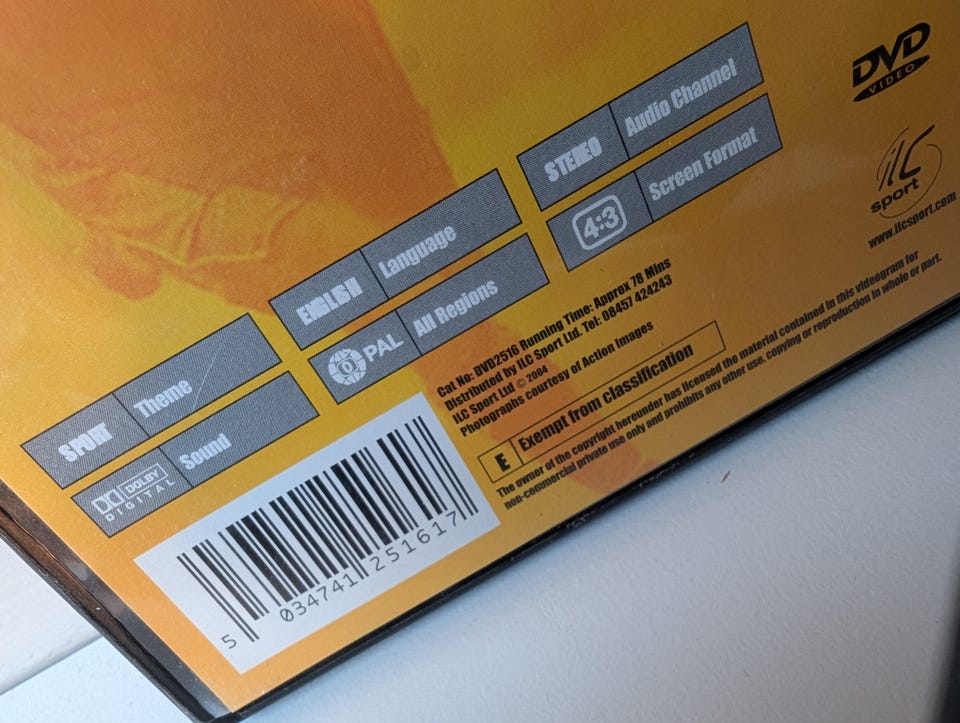 SPORT Theme
DOLBY DIGITAL Sound
ENGLISH Language
0 PAL All Regions
STEREO Audio Channel
4:3 Screen Format
DVD
VIDEO
ilc
sport
www.ilcsport.com
Cat No: DVD2516 Running Time: Approx 78 Mins
Distributed by ILC Sport Ltd. Tel: 08457 424243
ILC Sport Ltd © 2004
Photographs courtesy of Action Images
E Exempt from classification
The owner of the copyright hereunder has licensed the material contained in this videogram for
non-commercial private use only and prohibits any other use, copying or reproduction in whole or part.
5 034741 251617